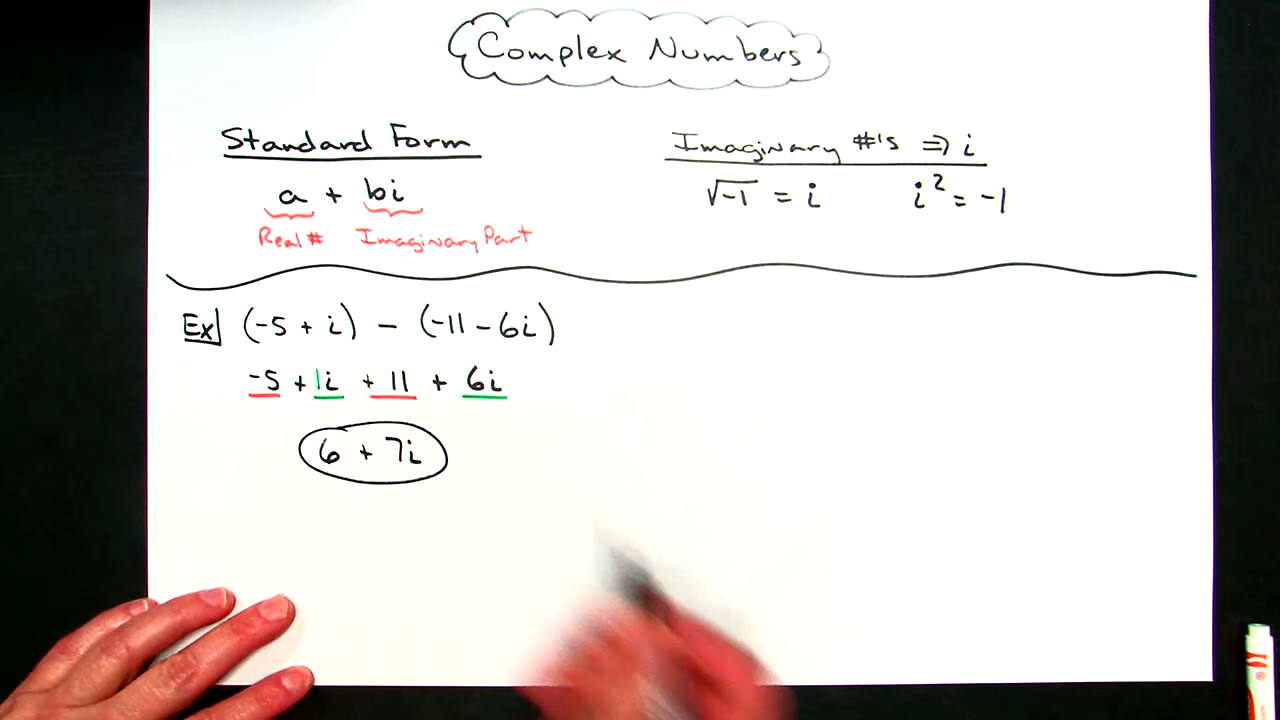 Complex Numbers
Standard Form
a + bi
Real # Imaginary Part
Imaginary #'s ⇒ i
√-1 = i i² = -1
Ex (-5 + i) - (-11 - 6i)
-5 + 1i + 11 + 6i
6 + 7i